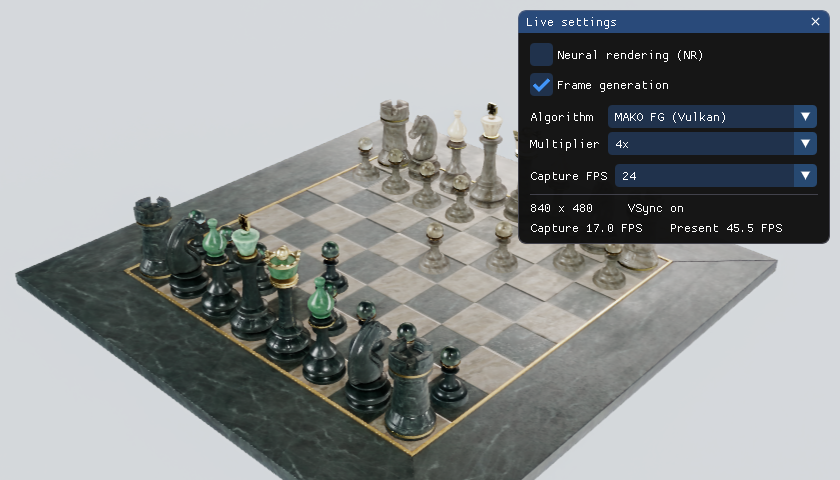 Live settings
Neural rendering (NR)
Frame generation
Algorithm MAKO FG (Vulkan)
Multiplier 4x
Capture FPS 24
840 x 480 VSync on
Capture 17.0 FPS Present 45.5 FPS